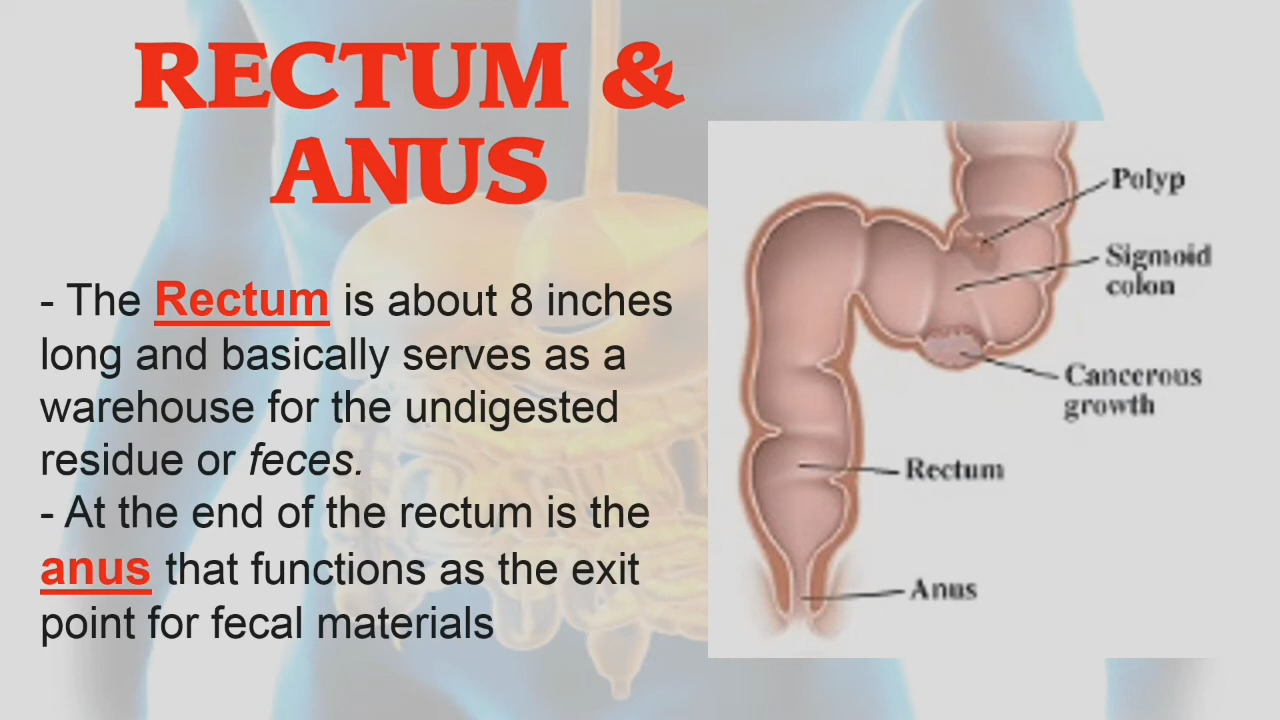 RECTUM &
ANUS
- The Rectum is about 8 inches
long and basically serves as a
warehouse for the undigested
residue or feces.
- At the end of the rectum is the
anus that functions as the exit
point for fecal materials
Polyp
Sigmoid
colon
Cancerous
growth
Rectum
Anus